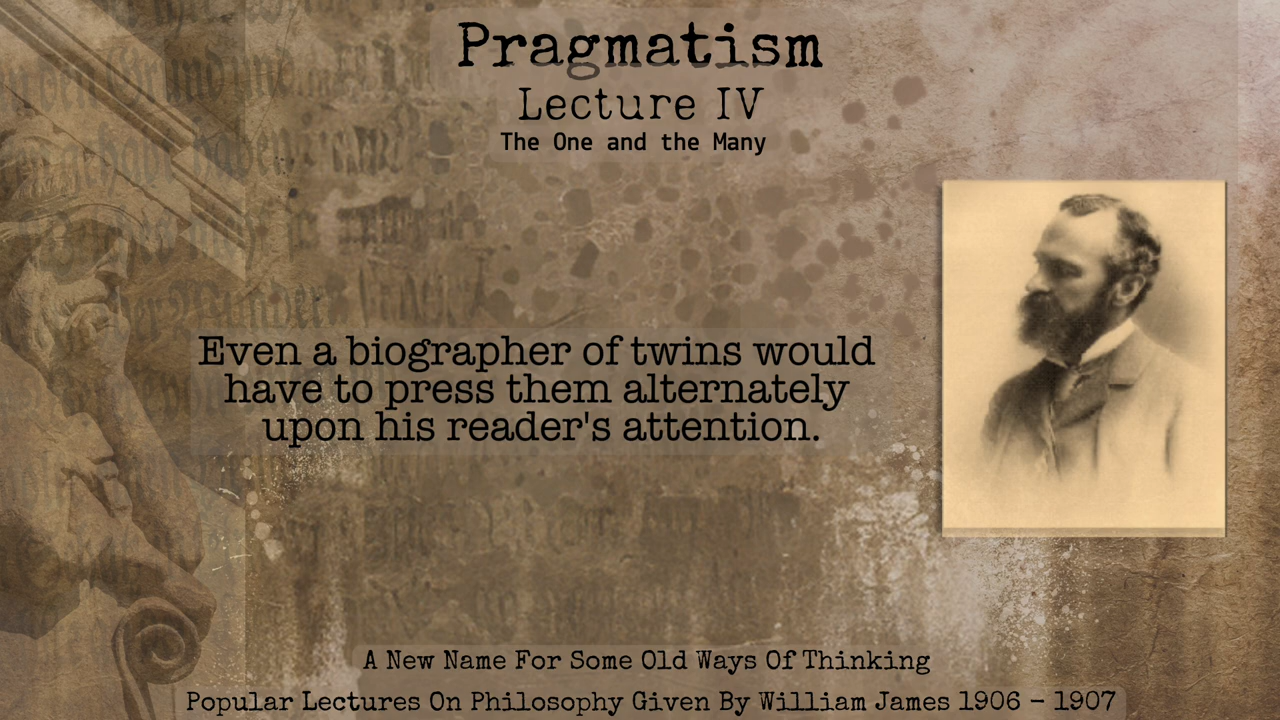 Pragmatism
Lecture IV
The One and the Many
Even a biographer of twins would
have to press them alternately
upon his reader's attention.
A New Name For Some Old Ways Of Thinking
Popular Lectures On Philosophy Given By William James 1906 - 1907